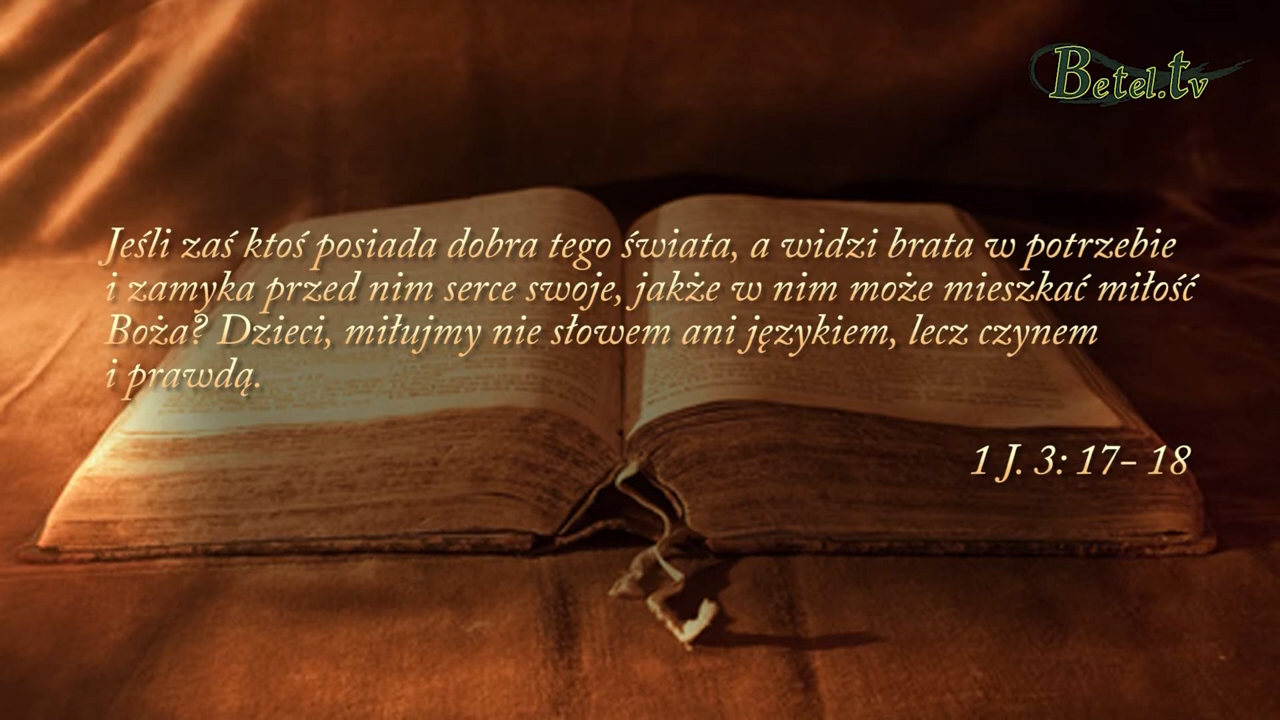 Betel.tv
Jeśli zaś ktoś posiada dobra tego świata, a widzi brata w potrzebie
i zamyka przed nim serce swoje, jakże w nim może mieszkać miłość
Boża? Dzieci, miłujmy nie słowem ani językiem, lecz czynem
i prawdą.
1 J. 3: 17- 18